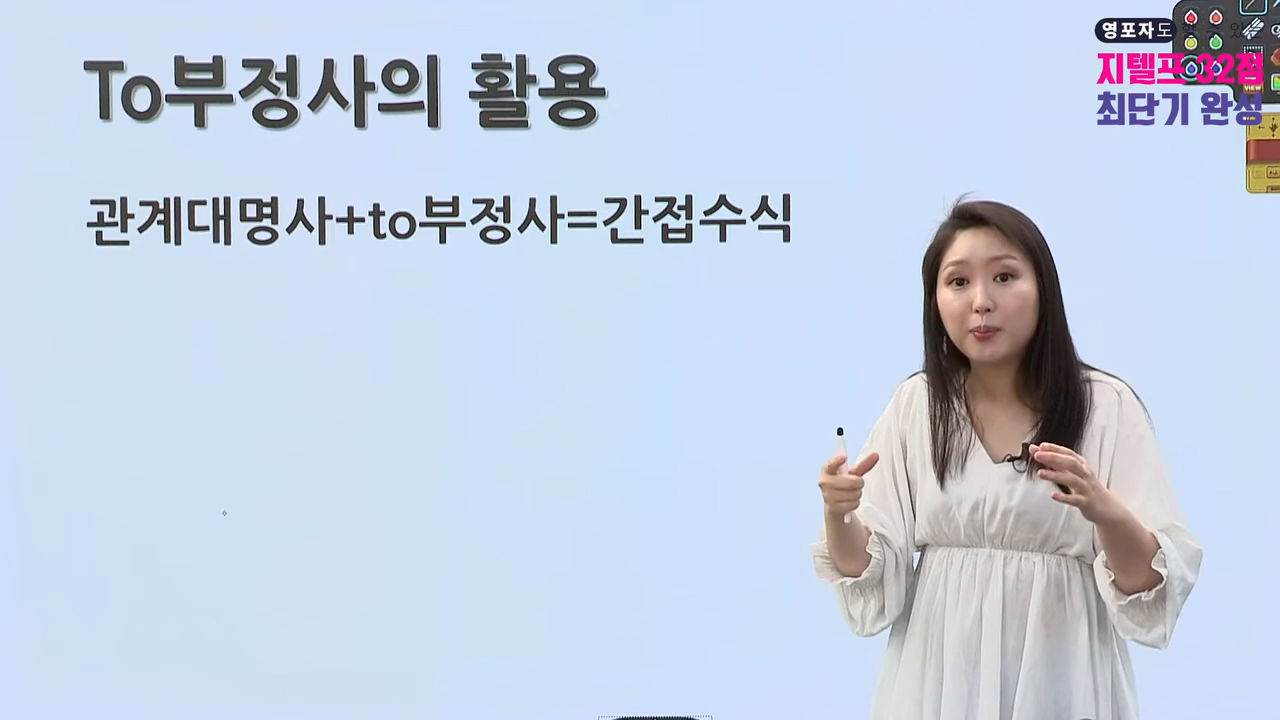 To부정사의 활용
관계대명사+to부정사=간접수식
영포자도
지텔프 32점
최단기 완성
VIEW